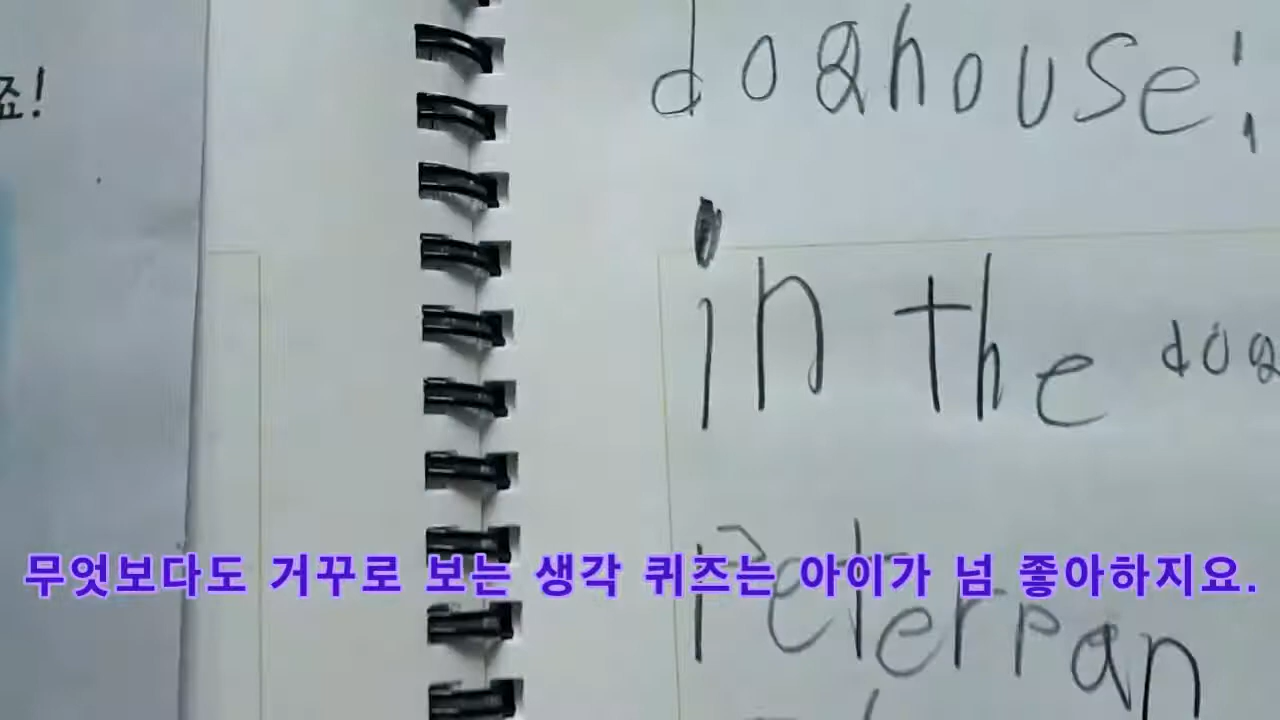 죠!
doghouse!
in the dog
Peterpan
무엇보다도 거꾸로 보는 생각 퀴즈는 아이가 넘 좋아하지요.